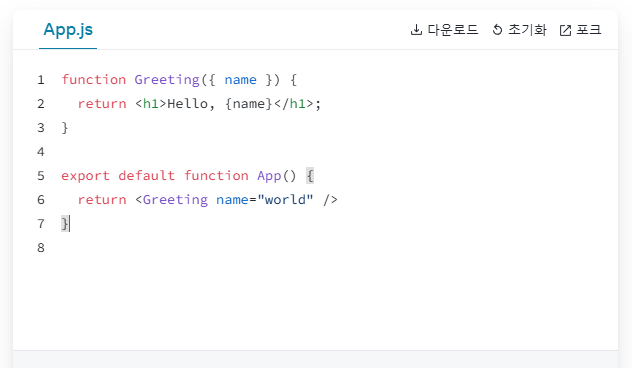 App.js 다운로드 초기화 포크
1 function Greeting({ name }) {
2   return <h1>Hello, {name}</h1>;
3 }
4
5 export default function App() {
6   return <Greeting name="world" />
7 }
8